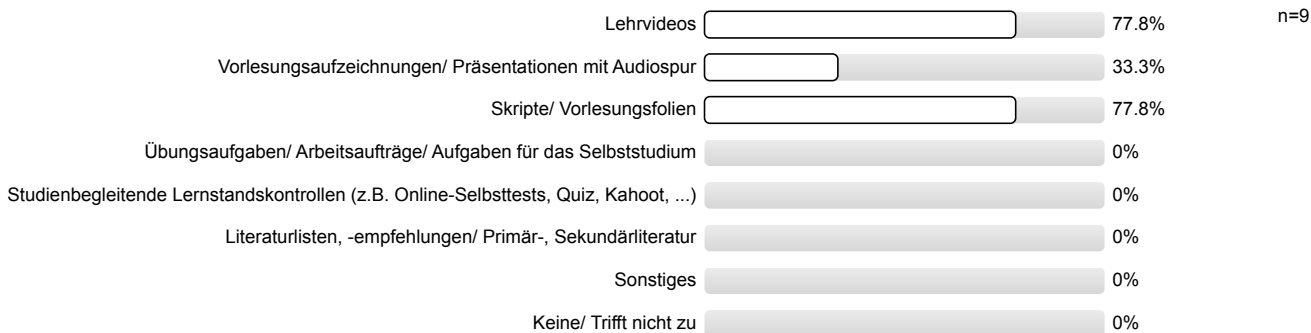 Lehrvideos 77.8% n=9
Vorlesungsaufzeichnungen/ Präsentationen mit Audiospur 33.3%
Skripte/ Vorlesungsfolien 77.8%
Übungsaufgaben/ Arbeitsaufträge/ Aufgaben für das Selbststudium 0%
Studienbegleitende Lernstandskontrollen (z.B. Online-Selbsttests, Quiz, Kahoot, ...) 0%
Literaturlisten, -empfehlungen/ Primär-, Sekundärliteratur 0%
Sonstiges 0%
Keine/ Trifft nicht zu 0%